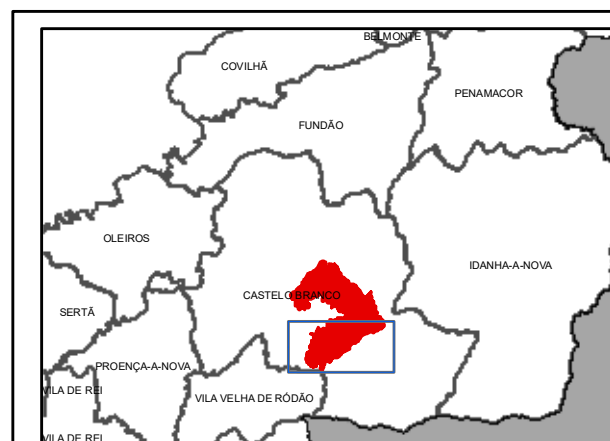 BELMONTE
COVILHÃ
PENAMACOR
FUNDÃO
OLEIROS
IDANHA-A-NOVA
CASTELO BRANCO
SERTÃ
PROENÇA-A-NOVA
VILA DE REI
VILA VELHA DE RÓDÃO
VILA DE REI